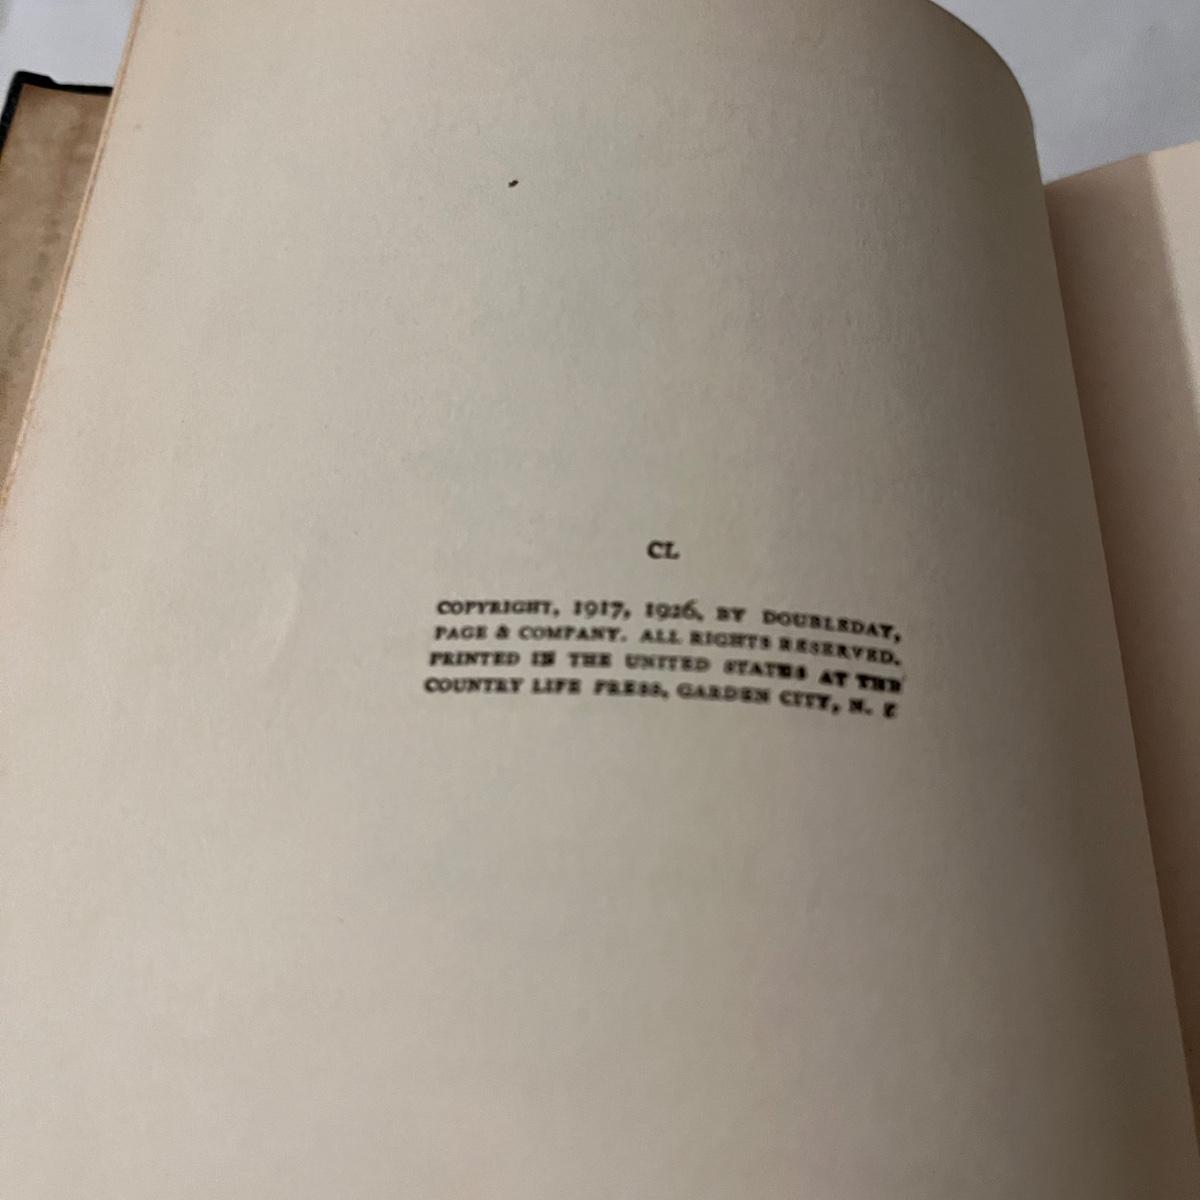 CL
COPYRIGHT, 1917, 1926, BY DOUBLEDAY,
PAGE & COMPANY. ALL RIGHTS RESERVED.
PRINTED IN THE UNITED STATES AT THE
COUNTRY LIFE PRESS, GARDEN CITY, N.